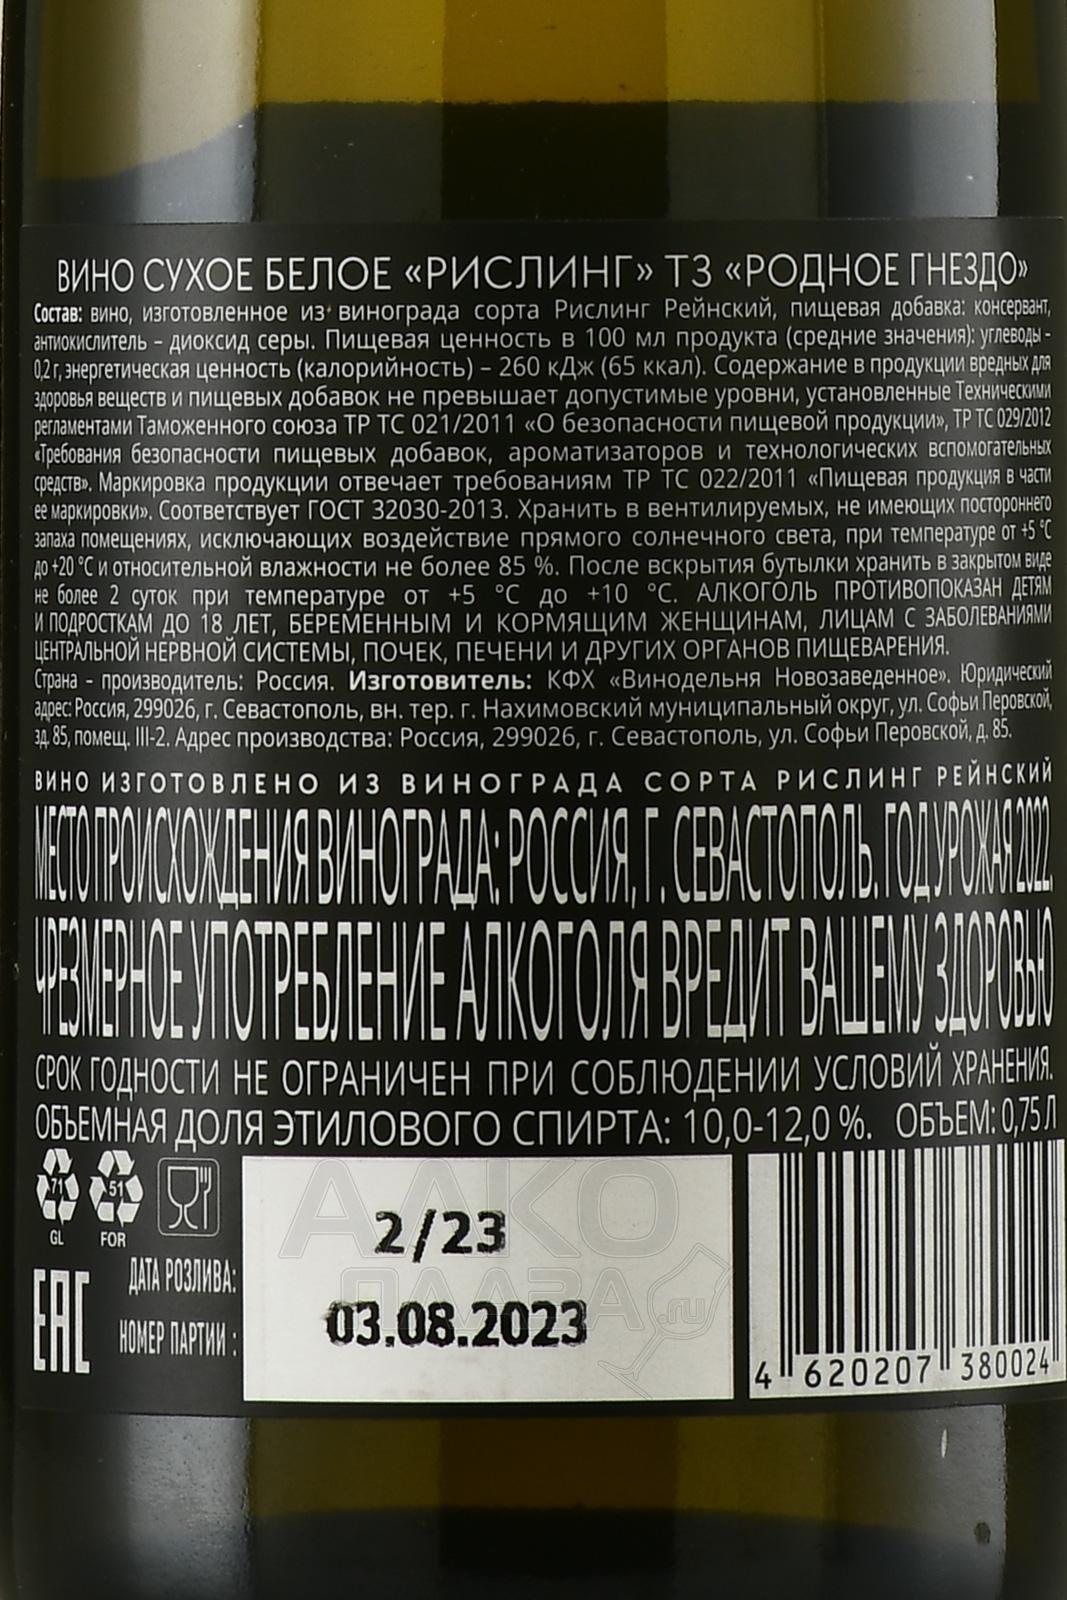 ВИНО СУХОЕ БЕЛОЕ «РИСЛИНГ» ТЗ «РОДНОЕ ГНЕЗДО»
Состав: вино, изготовленное из винограда сорта Рислинг Рейнский, пищевая добавка: консервант,
антиокислитель – диоксид серы. Пищевая ценность в 100 мл продукта (средние значения): углеводы -
0,2 г, энергетическая ценность (калорийность) – 260 кДж (65 ккал). Содержание в продукции вредных для
здоровья веществ и пищевых добавок не превышает допустимые уровни, установленные Техническими
регламентами Таможенного союза ТР ТС 021/2011 «О безопасности пищевой продукции», ТР ТС 029/2012
«Требования безопасности пищевых добавок, ароматизаторов и технологических вспомогательных
средств». Маркировка продукции отвечает требованиям ТР ТС 022/2011 «Пищевая продукция в части
ее маркировки». Соответствует ГОСТ 32030-2013. Хранить в вентилируемых, не имеющих постороннего
запаха помещениях, исключающих воздействие прямого солнечного света, при температуре от +5 °С
до +20 °С и относительной влажности не более 85 %. После вскрытия бутылки хранить в закрытом виде
не более 2 суток при температуре от +5 °С до +10 °С. АЛКОГОЛЬ ПРОТИВОПОКАЗАН ДЕТЯМ
И ПОДРОСТКАМ ДО 18 ЛЕТ, БЕРЕМЕННЫМ И КОРМЯЩИМ ЖЕНЩИНАМ, ЛИЦАМ С ЗАБОЛЕВАНИЯМИ
ЦЕНТРАЛЬНОЙ НЕРВНОЙ СИСТЕМЫ, ПОЧЕК, ПЕЧЕНИ И ДРУГИХ ОРГАНОВ ПИЩЕВАРЕНИЯ.
Страна – производитель: Россия. Изготовитель: КФХ «Винодельня Новозаведенное». Юридический
адрес: Россия, 299026, г. Севастополь, вн. тер. г. Нахимовский муниципальный округ, ул. Софьи Перовской,
зд. 85, помещ. III-2. Адрес производства: Россия, 299026, г. Севастополь, ул. Софьи Перовской, д. 85.
ВИНО ИЗГОТОВЛЕНО ИЗ ВИНОГРАДА СОРТА РИСЛИНГ РЕЙНСКИЙ
МЕСТО ПРОИСХОЖДЕНИЯ ВИНОГРАДА: РОССИЯ, Г. СЕВАСТОПОЛЬ. ГОД УРОЖАЯ 2022.
ЧРЕЗМЕРНОЕ УПОТРЕБЛЕНИЕ АЛКОГОЛЯ ВРЕДИТ ВАШЕМУ ЗДОРОВЬЮ
СРОК ГОДНОСТИ НЕ ОГРАНИЧЕН ПРИ СОБЛЮДЕНИИ УСЛОВИЙ ХРАНЕНИЯ.
ОБЪЕМНАЯ ДОЛЯ ЭТИЛОВОГО СПИРТА: 10,0-12,0 %. ОБЪЕМ: 0,75 Л
71 51
GL FOR
ДАТА РОЗЛИВА: 2/23
EAC НОМЕР ПАРТИИ : 03.08.2023
АЛКО
ПЛАЗА.ru
4 620207 380024